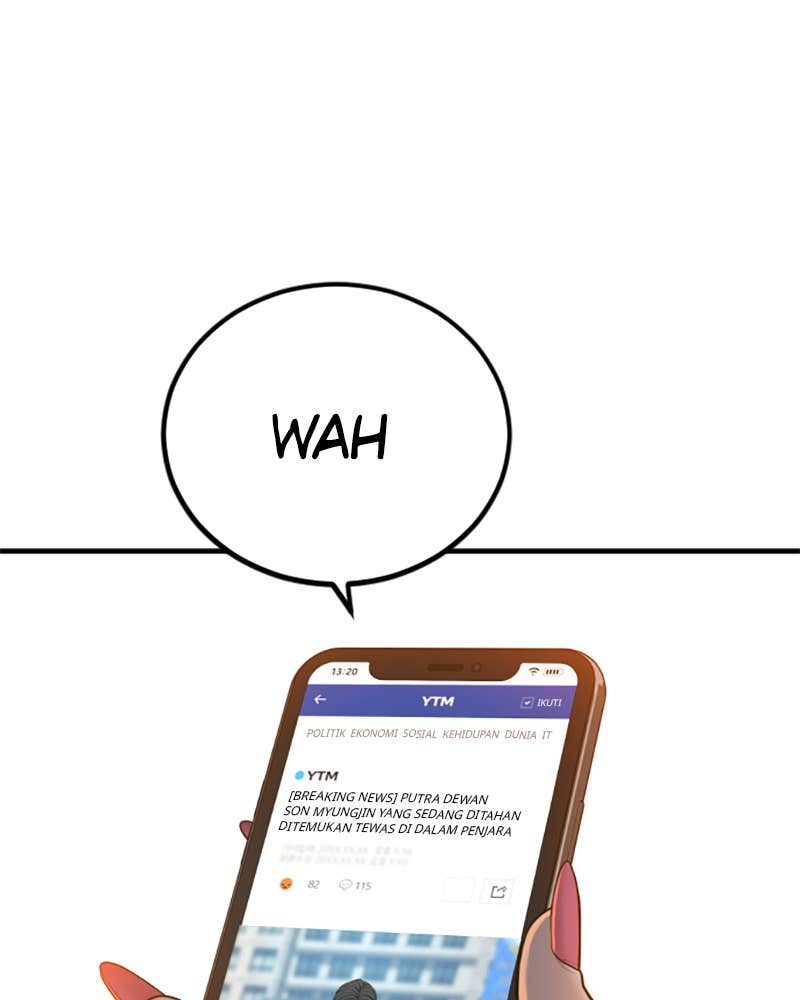 WAH
13:20
YTM
IKUTI
POLITIK EKONOMI SOSIAL KEHIDUPAN DUNIA IT
YTM
[BREAKING NEWS] PUTRA DEWAN
SON MYUNGJIN YANG SEDANG DITAHAN
DITEMUKAN TEWAS DI DALAM PENJARA
82 115